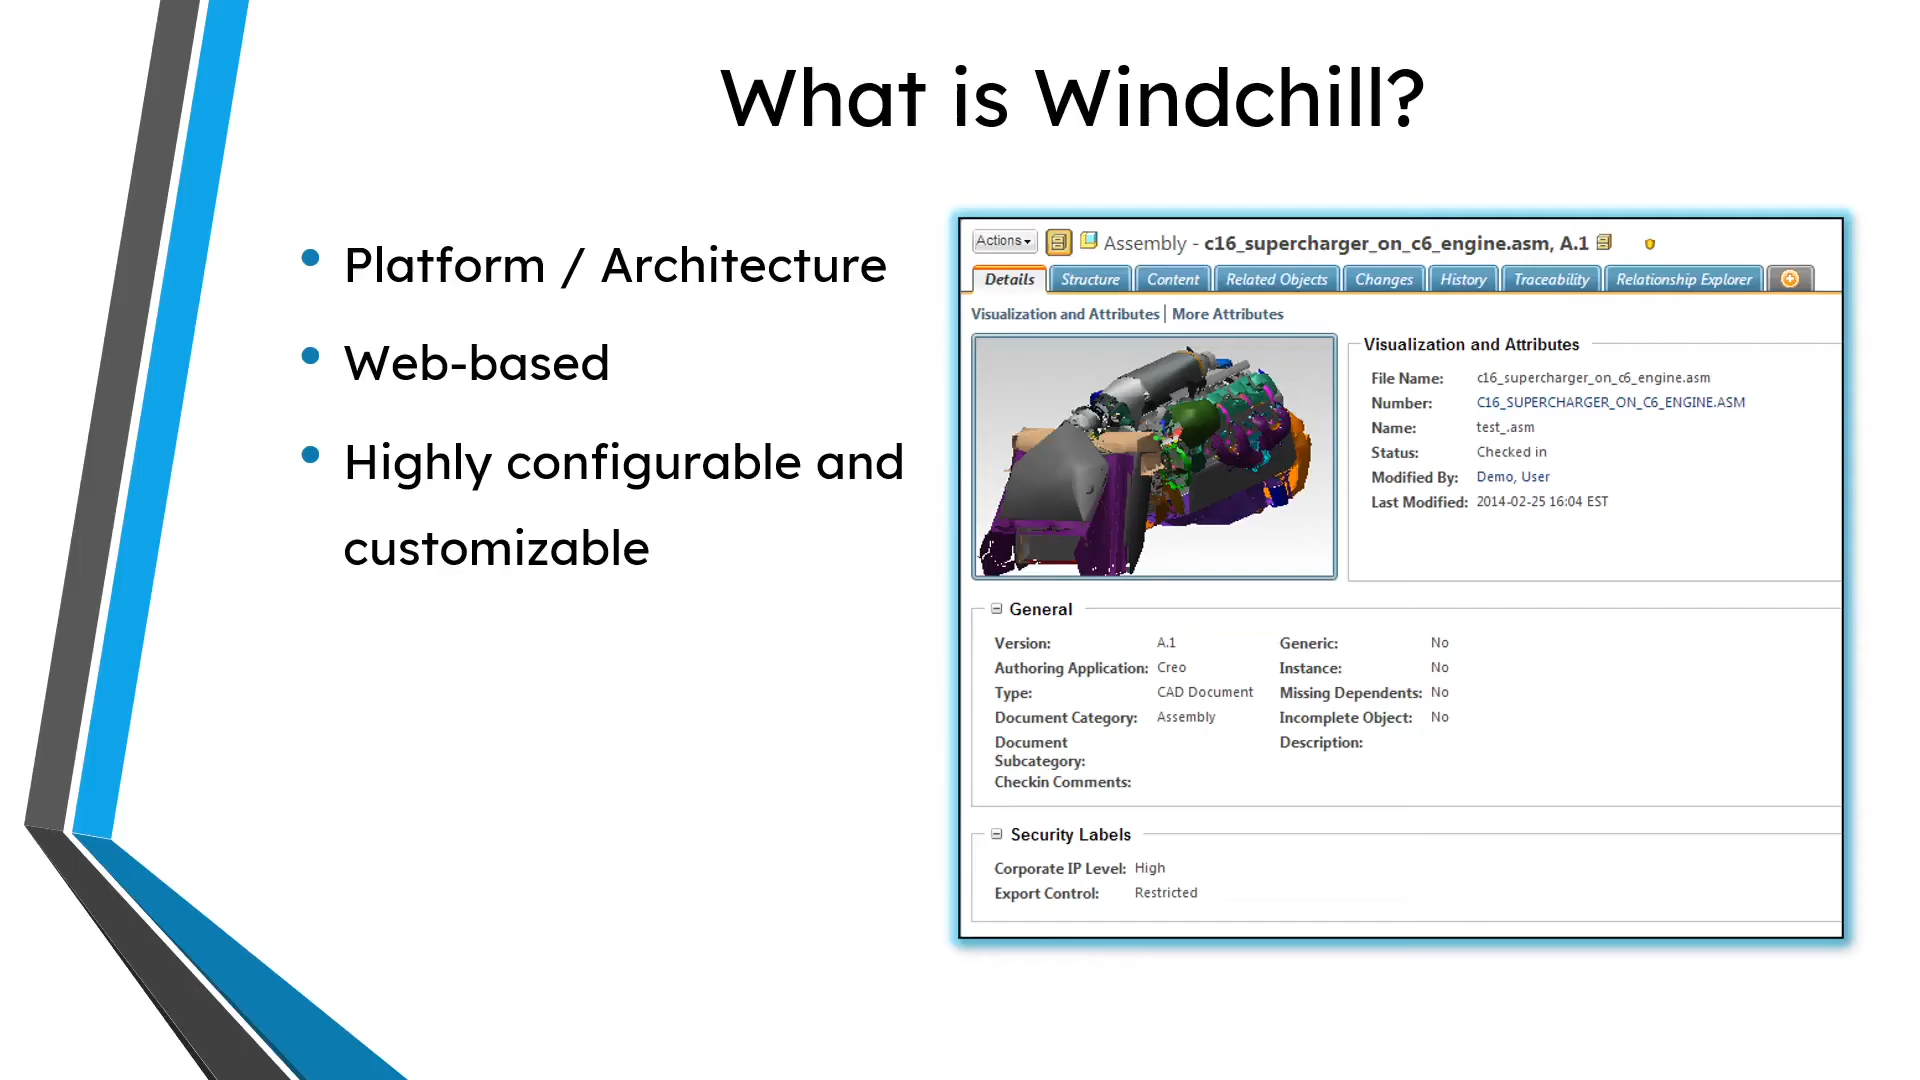 What is Windchill?
Platform / Architecture
Web-based
Highly configurable and
customizable
Actions
Assembly - c16_supercharger_on_c6_engine.asm, A.1
Details Structure Content Related Objects Changes History Traceability Relationship Explorer
Visualization and Attributes | More Attributes
Visualization and Attributes
File Name: c16_supercharger_on_c6_engine.asm
Number: C16_SUPERCHARGER_ON_C6_ENGINE.ASM
Name: test_.asm
Status: Checked in
Modified By: Demo, User
Last Modified: 2014-02-25 16:04 EST
General
Version: A.1 Generic: No
Authoring Application: Creo Instance: No
Type: CAD Document Missing Dependents: No
Document Category: Assembly Incomplete Object: No
Document Description:
Subcategory:
Checkin Comments:
Security Labels
Corporate IP Level: High
Export Control: Restricted